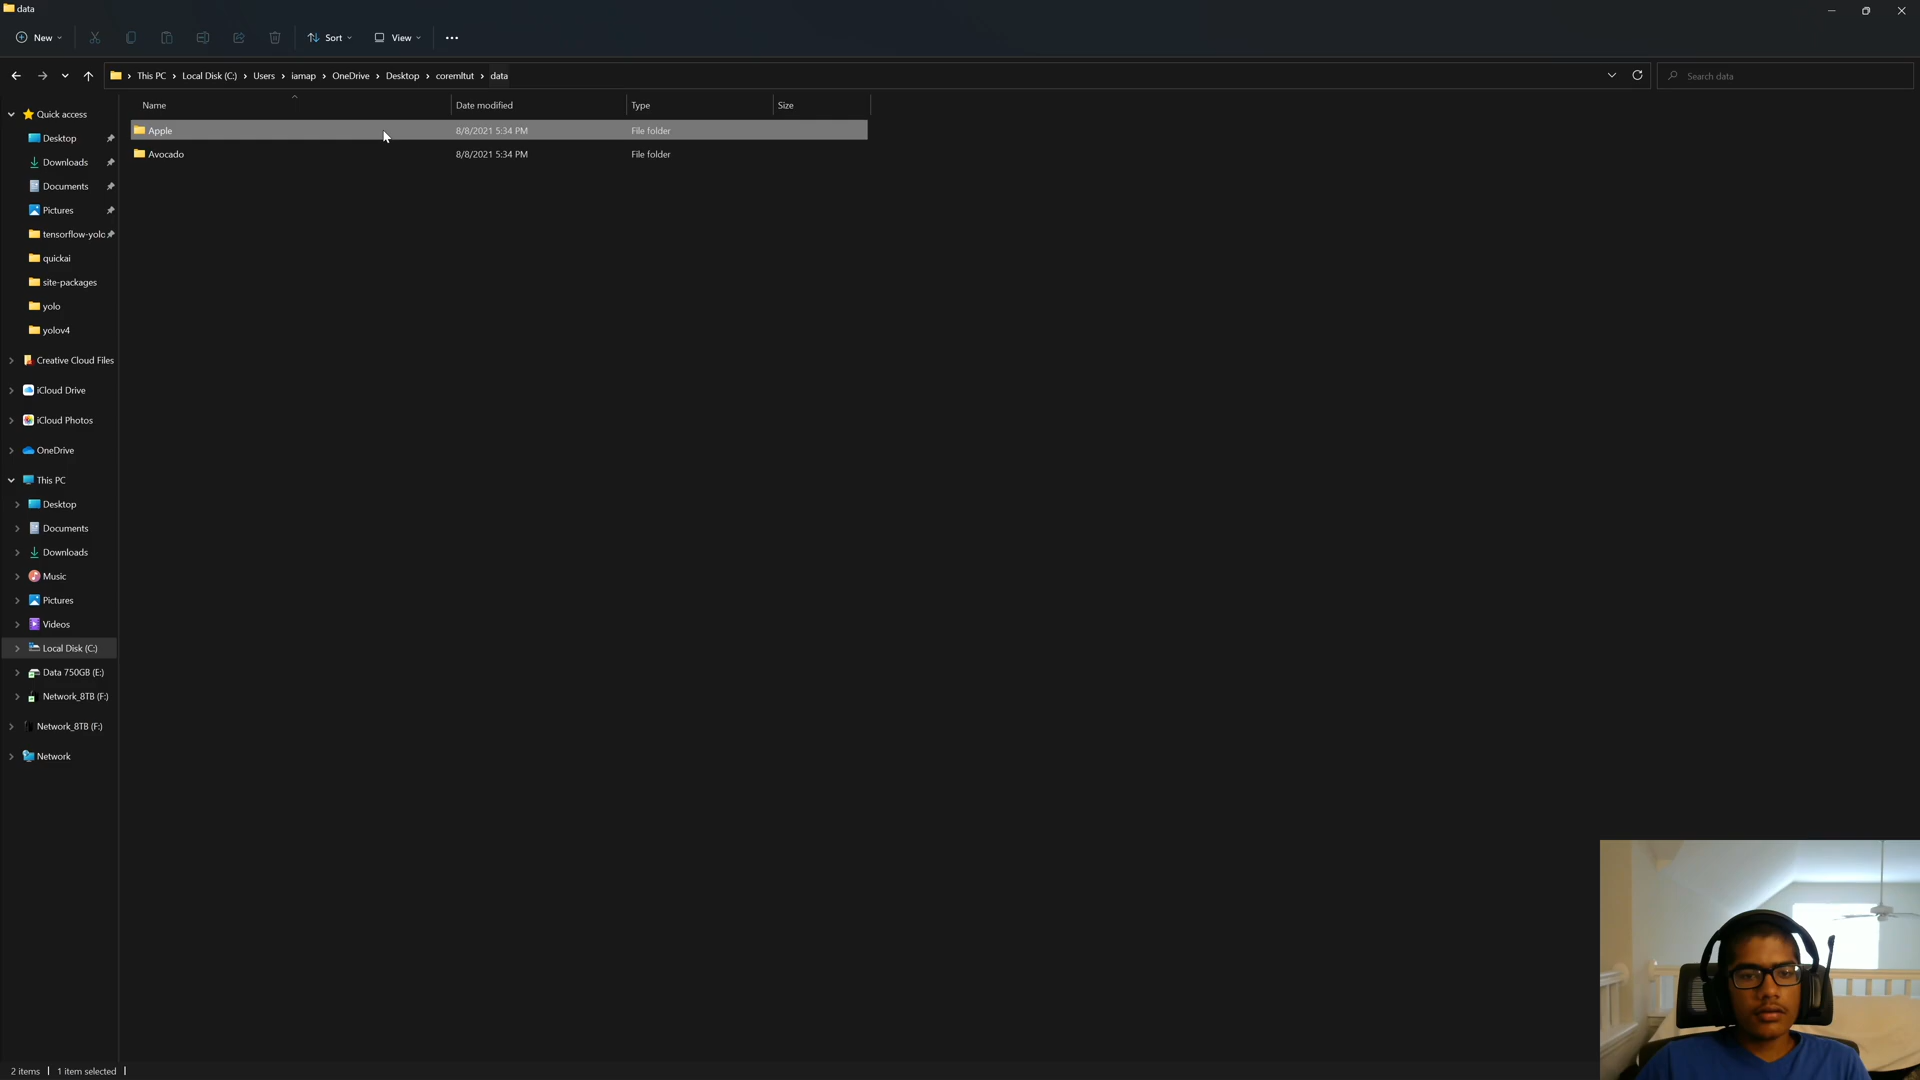 data
New
Sort
View
This PC
Local Disk (C:)
Users
iamap
OneDrive
Desktop
coremltut
data
Search data
Name
Date modified
Type
Size
Apple
8/8/2021 5:34 PM
File folder
Avocado
8/8/2021 5:34 PM
File folder
Quick access
Desktop
Downloads
Documents
Pictures
tensorflow-yolc
quickai
site-packages
yolo
yolov4
Creative Cloud Files
iCloud Drive
iCloud Photos
OneDrive
This PC
Desktop
Documents
Downloads
Music
Pictures
Videos
Local Disk (C:)
Data 750GB (E:)
Network_8TB (F:)
Network_8TB (F:)
Network
2 items
1 item selected